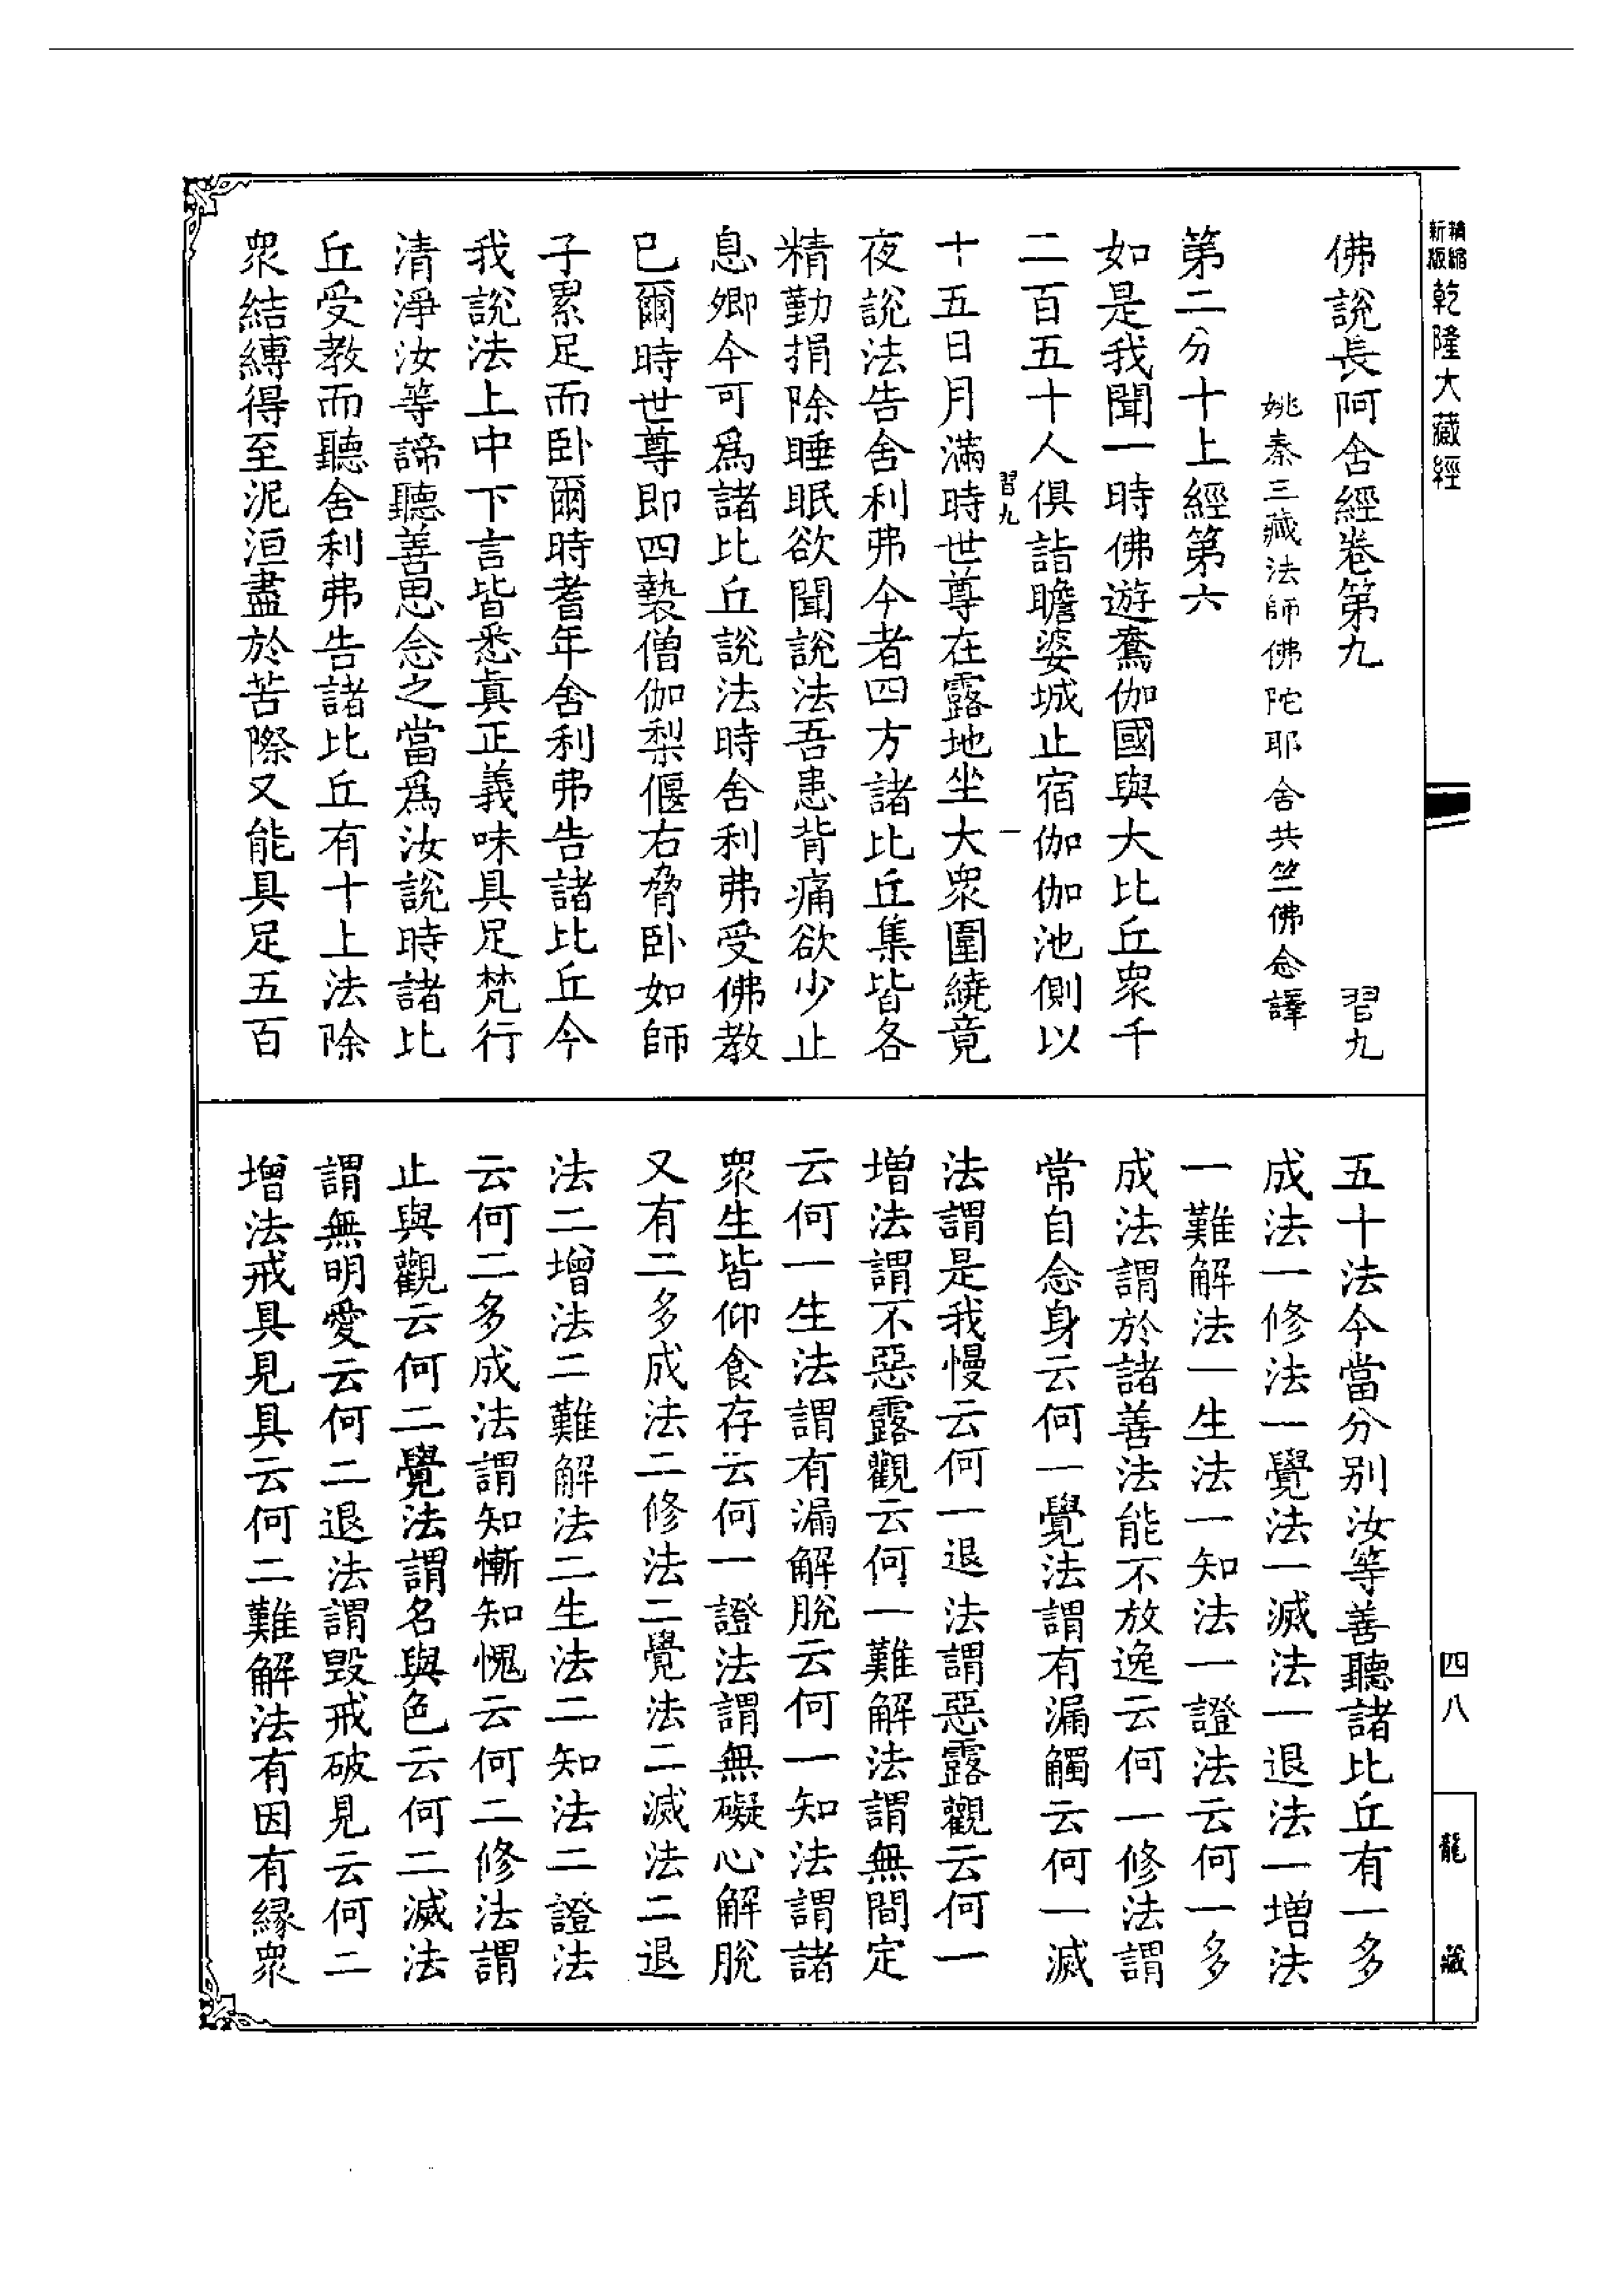 精縮新版乾隆大藏經
佛說長阿含經卷第九　習九
姚秦三藏法師佛陀耶舍共竺佛念譯
第二分十上經第六
如是我聞一時佛遊鴦伽國與大比丘衆千
二百五十人俱詣瞻婆城止宿伽伽池側以
習九　一
十五日月滿時世尊在露地坐大衆圍繞竟
夜說法告舍利弗今者四方諸比丘集皆各
精勤捐除睡眠欲聞說法吾患背痛欲少止
息卿今可爲諸比丘說法時舍利弗受佛教
已爾時世尊即四褺僧伽梨偃右脅卧如師
子累足而卧爾時耆年舍利弗告諸比丘今
我說法上中下言皆悉真正義味具足梵行
清淨汝等諦聽善思念之當爲汝說時諸比
丘受教而聽舍利弗告諸比丘有十上法除
衆結縛得至泥洹盡於苦際又能具足五百
五十法今當分別汝等善聽諸比丘有一多
成法一修法一覺法一滅法一退法一增法
一難解法一生法一知法一證法云何一多
成法謂於諸善法能不放逸云何一修法謂
常自念身云何一覺法謂有漏觸云何一滅
法謂是我慢云何一退法謂惡露觀云何一
增法謂不惡露觀云何一難解法謂無間定
云何一生法謂有漏解脫云何一知法謂諸
衆生皆仰食存云何一證法謂無礙心解脫
又有二多成法二修法二覺法二滅法二退
法二增法二難解法二生法二知法二證法
云何二多成法謂知慚知愧云何二修法謂
止與觀云何二覺法謂名與色云何二滅法
謂無明愛云何二退法謂毀戒破見云何二
增法戒具見具云何二難解法有因有緣衆
四八
龍藏